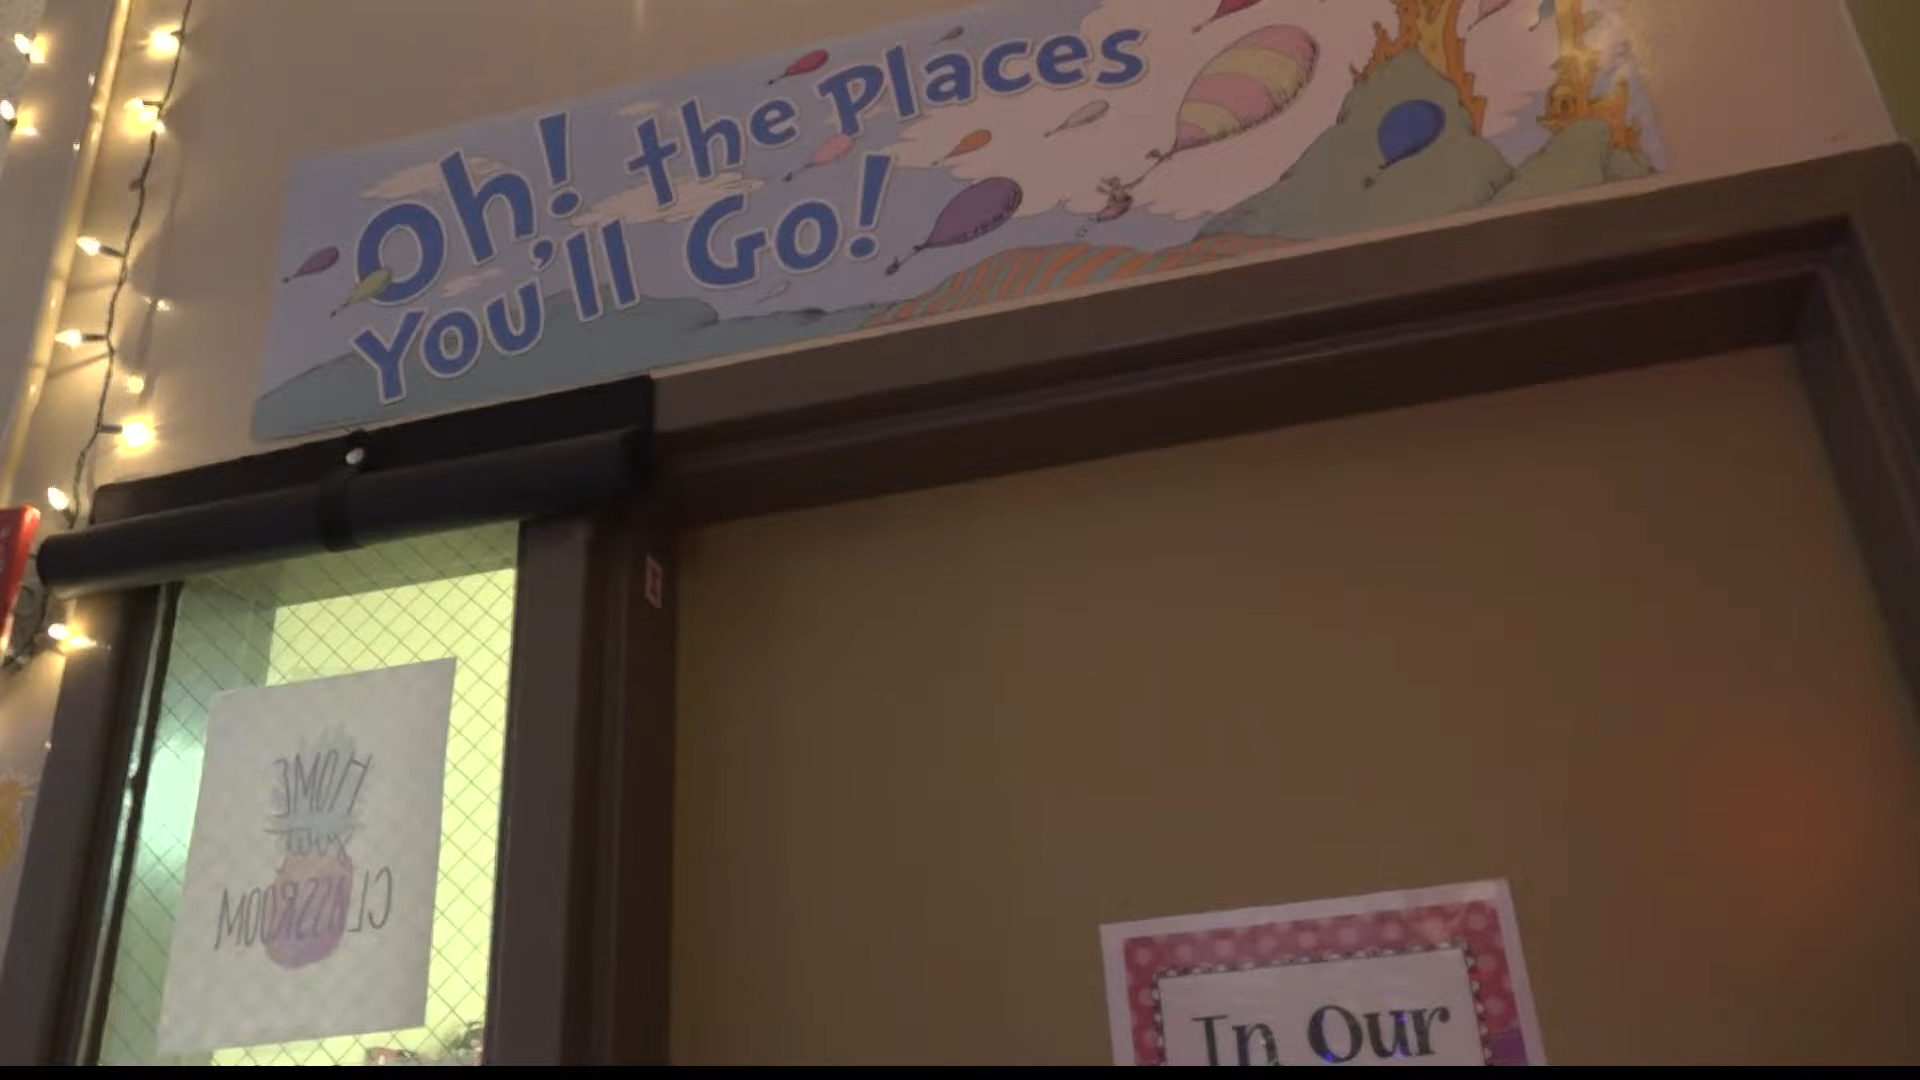 Oh! the Places
You'll Go!
HOME
sweet
CLASSROOM
In Our